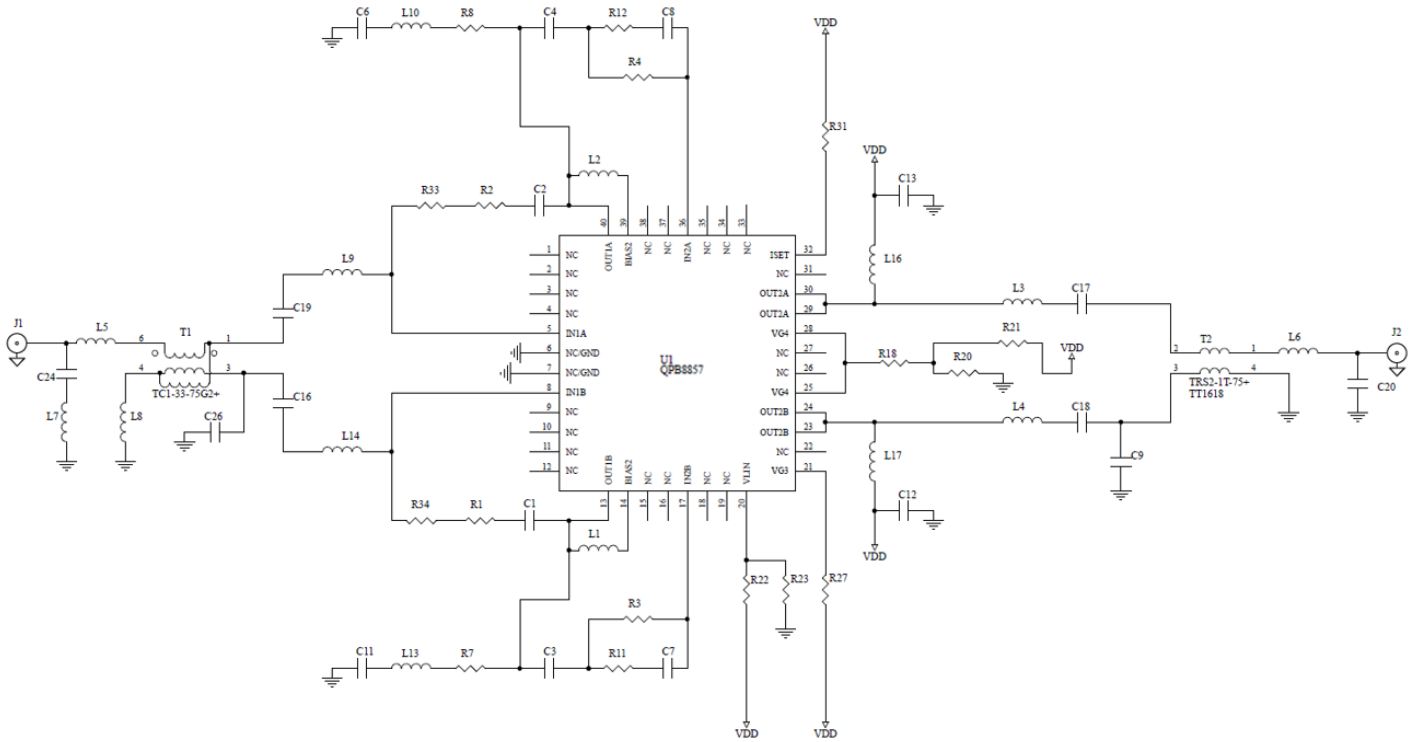 C6 L10 R8 C4 R12 C8
R4
VDD
R31
VDD
L2
C13
R33 R2 C2
40 39 38 37 36 35 34 33
OUT1A BIAS2 NC NC IN2A NC NC NC
L9
L16
1 NC
2 NC
3 NC
4 NC
5 IN1A
6 NC/GND
7 NC/GND
8 IN1B
9 NC
10 NC
11 NC
12 NC
ISET 32
NC 31
OUT2A 30
OUT2A 29
VG4 28
NC 27
NC 26
VG4 25
OUT2B 24
OUT2B 23
NC 22
VG3 21
U1
QPB8857
C19
L3 C17
J1
L5
6 T1 1
4 3
TC1-33-75G2+
C24
L7
L8
C26
C16
L14
R18
R21
R20
VDD
T2
2 1
3 4
TRS2-1T-75+
TT1618
L6
J2
C20
L4 C18
C9
L17
C12
VDD
OUT1B BIAS2 NC NC IN2B NC NC VLIN
13 14 15 16 17 18 19 20
R34 R1 C1
L1
R22 R23 R27
R3
C11 L13 R7 C3 R11 C7
VDD VDD